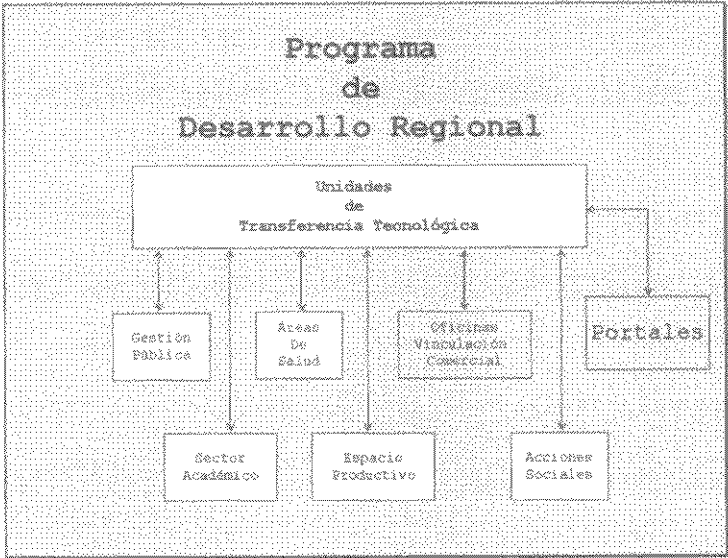 Programa
de
Desarrollo Regional
Unidades
de
Transferencia Tecnológica
Gestión
Pública
Areas
De
Salud
Oficinas
Vinculación
Comercial
Portales
Sector
Académico
Espacio
Productivo
Acciones
Sociales